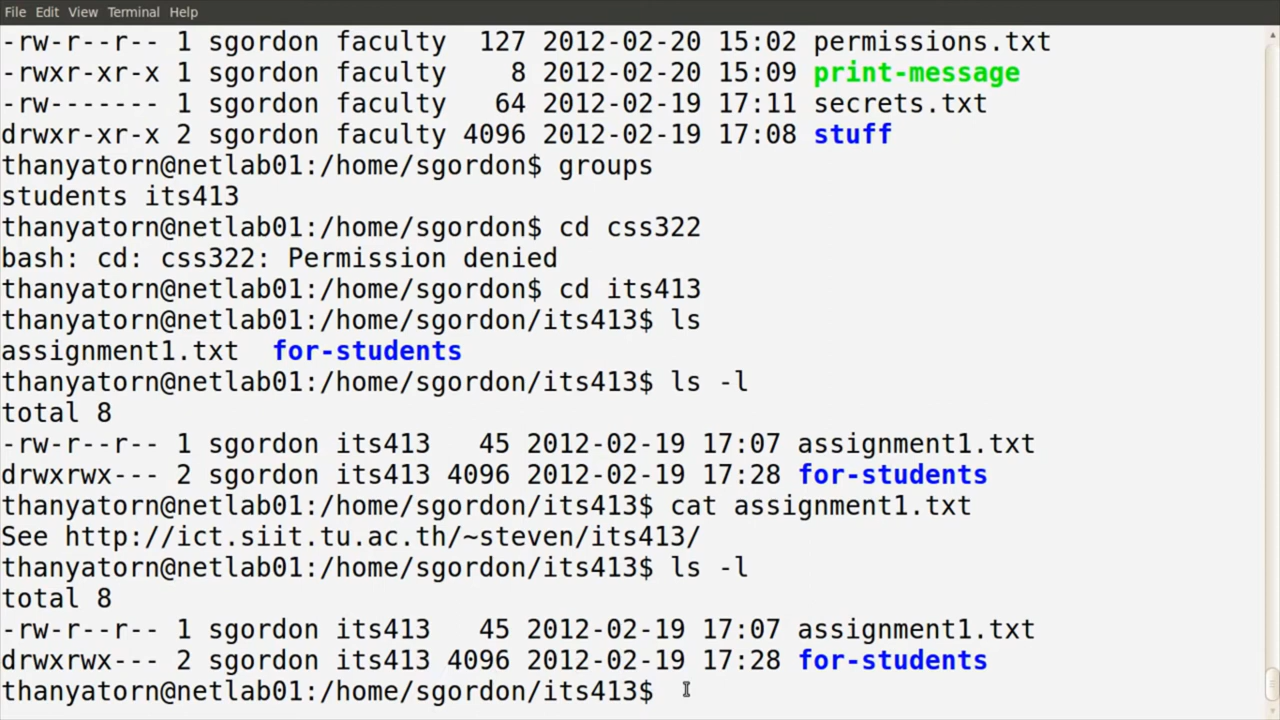 File Edit View Terminal Help
-rw-r--r-- 1 sgordon faculty  127 2012-02-20 15:02 permissions.txt
-rwxr-xr-x 1 sgordon faculty    8 2012-02-20 15:09 print-message
-rw------- 1 sgordon faculty   64 2012-02-19 17:11 secrets.txt
drwxr-xr-x 2 sgordon faculty 4096 2012-02-19 17:08 stuff
thanyatorn@netlab01:/home/sgordon$ groups
students its413
thanyatorn@netlab01:/home/sgordon$ cd css322
bash: cd: css322: Permission denied
thanyatorn@netlab01:/home/sgordon$ cd its413
thanyatorn@netlab01:/home/sgordon/its413$ ls
assignment1.txt  for-students
thanyatorn@netlab01:/home/sgordon/its413$ ls -l
total 8
-rw-r--r-- 1 sgordon its413   45 2012-02-19 17:07 assignment1.txt
drwxrwx--- 2 sgordon its413 4096 2012-02-19 17:28 for-students
thanyatorn@netlab01:/home/sgordon/its413$ cat assignment1.txt
See http://ict.siit.tu.ac.th/~steven/its413/
thanyatorn@netlab01:/home/sgordon/its413$ ls -l
total 8
-rw-r--r-- 1 sgordon its413   45 2012-02-19 17:07 assignment1.txt
drwxrwx--- 2 sgordon its413 4096 2012-02-19 17:28 for-students
thanyatorn@netlab01:/home/sgordon/its413$